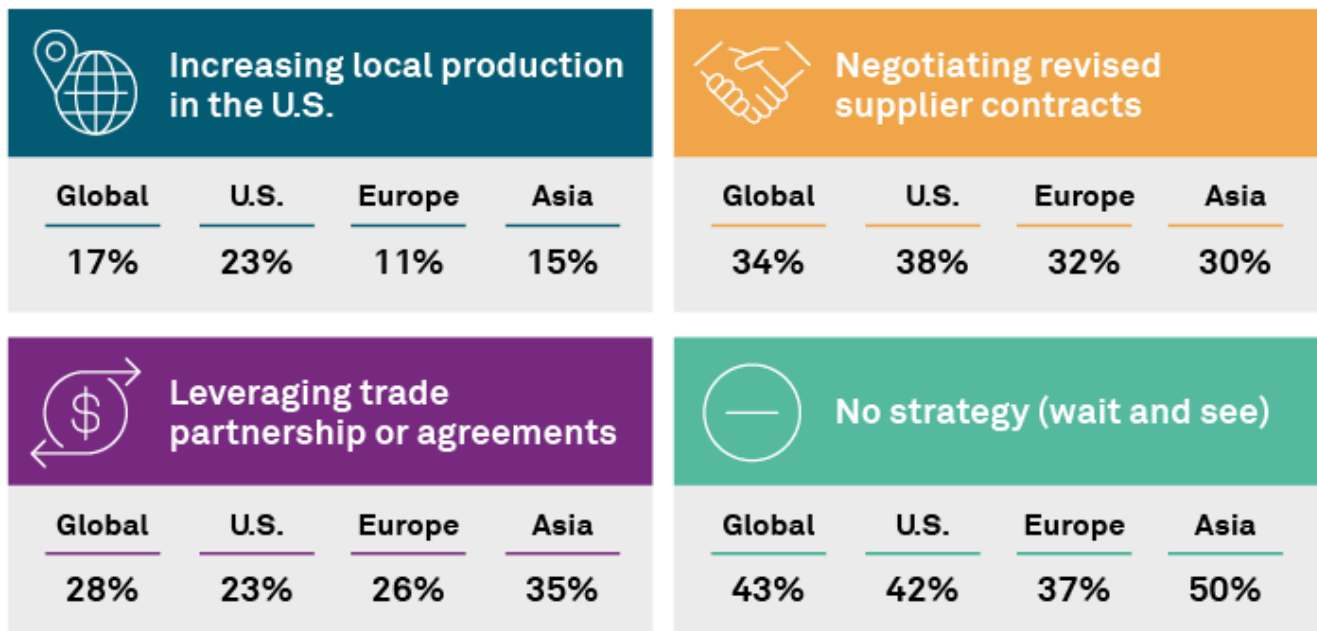 Increasing local production
in the U.S.
Global U.S. Europe Asia
17% 23% 11% 15%
Negotiating revised
supplier contracts
Global U.S. Europe Asia
34% 38% 32% 30%
Leveraging trade
partnership or agreements
Global U.S. Europe Asia
28% 23% 26% 35%
No strategy (wait and see)
Global U.S. Europe Asia
43% 42% 37% 50%